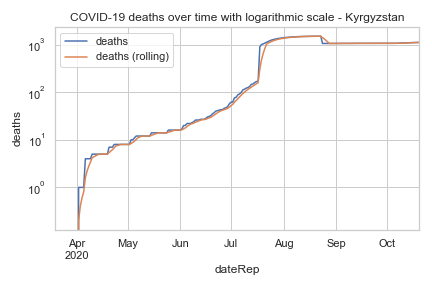 COVID-19 deaths over time with logarithmic scale - Kyrgyzstan
deaths
deaths (rolling)
10³
10²
10¹
10⁰
deaths
Apr May Jun Jul Aug Sep Oct
2020
dateRep